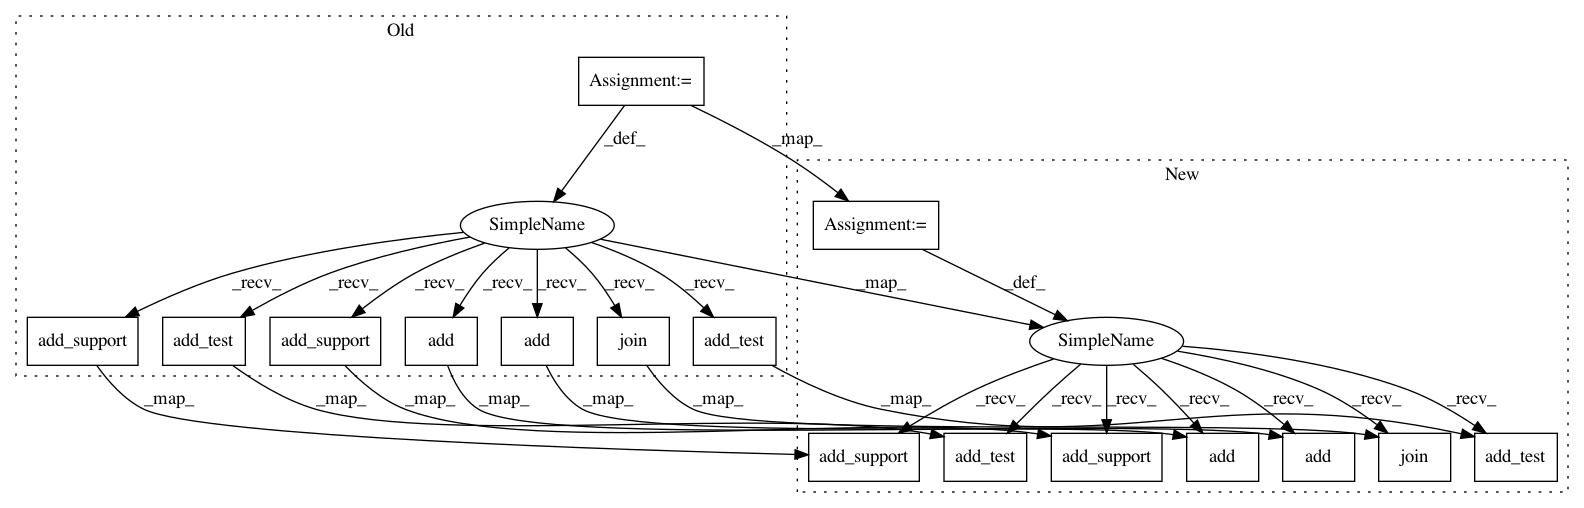 Old
Assignment:=
_def_
_map_
New
SimpleName
Assignment:=
_recv_ _recv_ _recv_ _recv_ _recv_ _recv_ _recv_ _map_ _def_
add_support add_test add_support add add join add_test SimpleName
_map_ _map_ _map_ _map_ _map_ _map_ _map_ _recv_ _recv_ _recv_ _recv_ _recv_ _recv_ _recv_
add_support add_test add_support add add join add_test